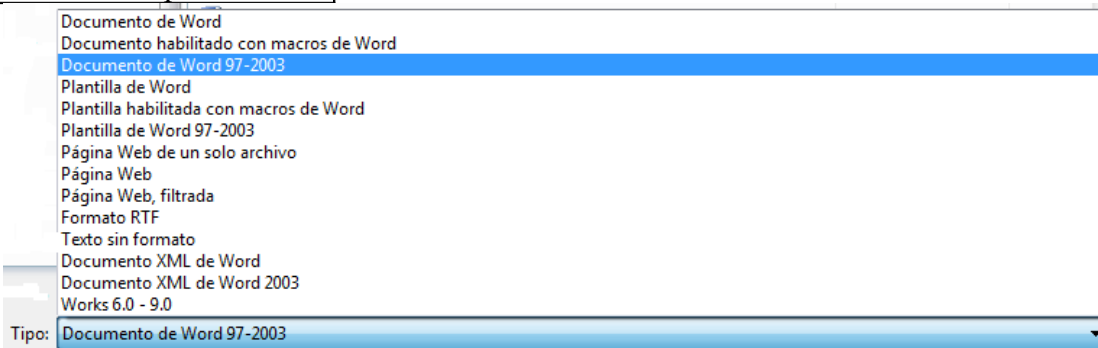 Documento de Word
Documento habilitado con macros de Word
Documento de Word 97-2003
Plantilla de Word
Plantilla habilitada con macros de Word
Plantilla de Word 97-2003
Página Web de un solo archivo
Página Web
Página Web, filtrada
Formato RTF
Texto sin formato
Documento XML de Word
Documento XML de Word 2003
Works 6.0 - 9.0
Tipo: Documento de Word 97-2003